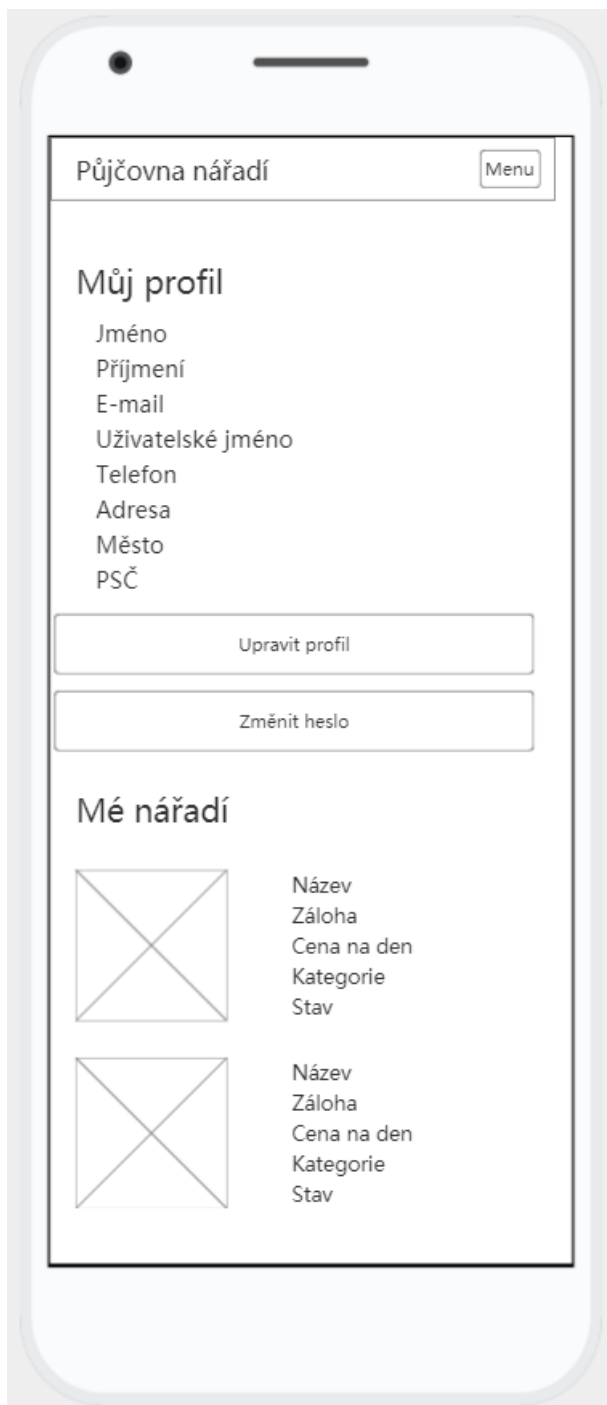 Půjčovna nářadí Menu
Můj profil
Jméno
Příjmení
E-mail
Uživatelské jméno
Telefon
Adresa
Město
PSČ
Upravit profil
Změnit heslo
Mé nářadí
Název
Záloha
Cena na den
Kategorie
Stav
Název
Záloha
Cena na den
Kategorie
Stav